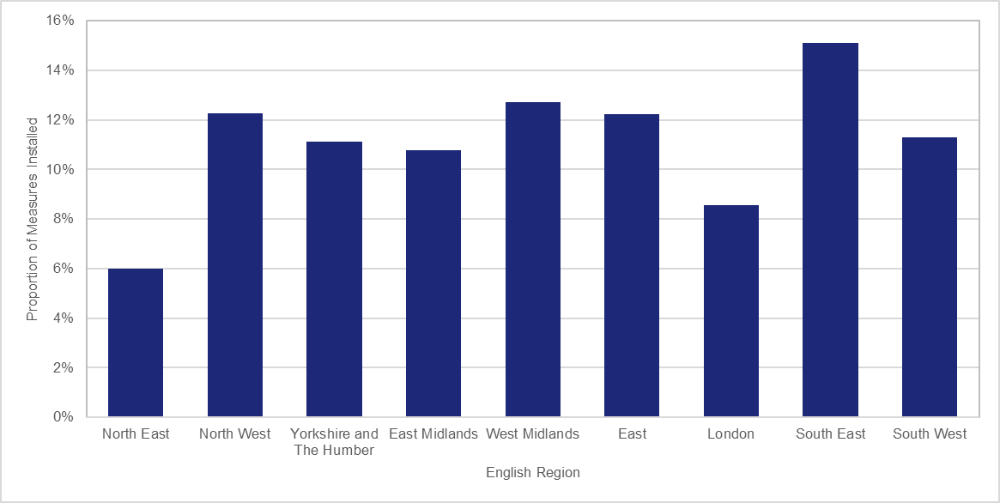 16%
14%
12%
10%
8%
6%
4%
2%
0%
Proportion of Measures Installed
North East
North West
Yorkshire and
The Humber
East Midlands
West Midlands
East
London
South East
South West
English Region